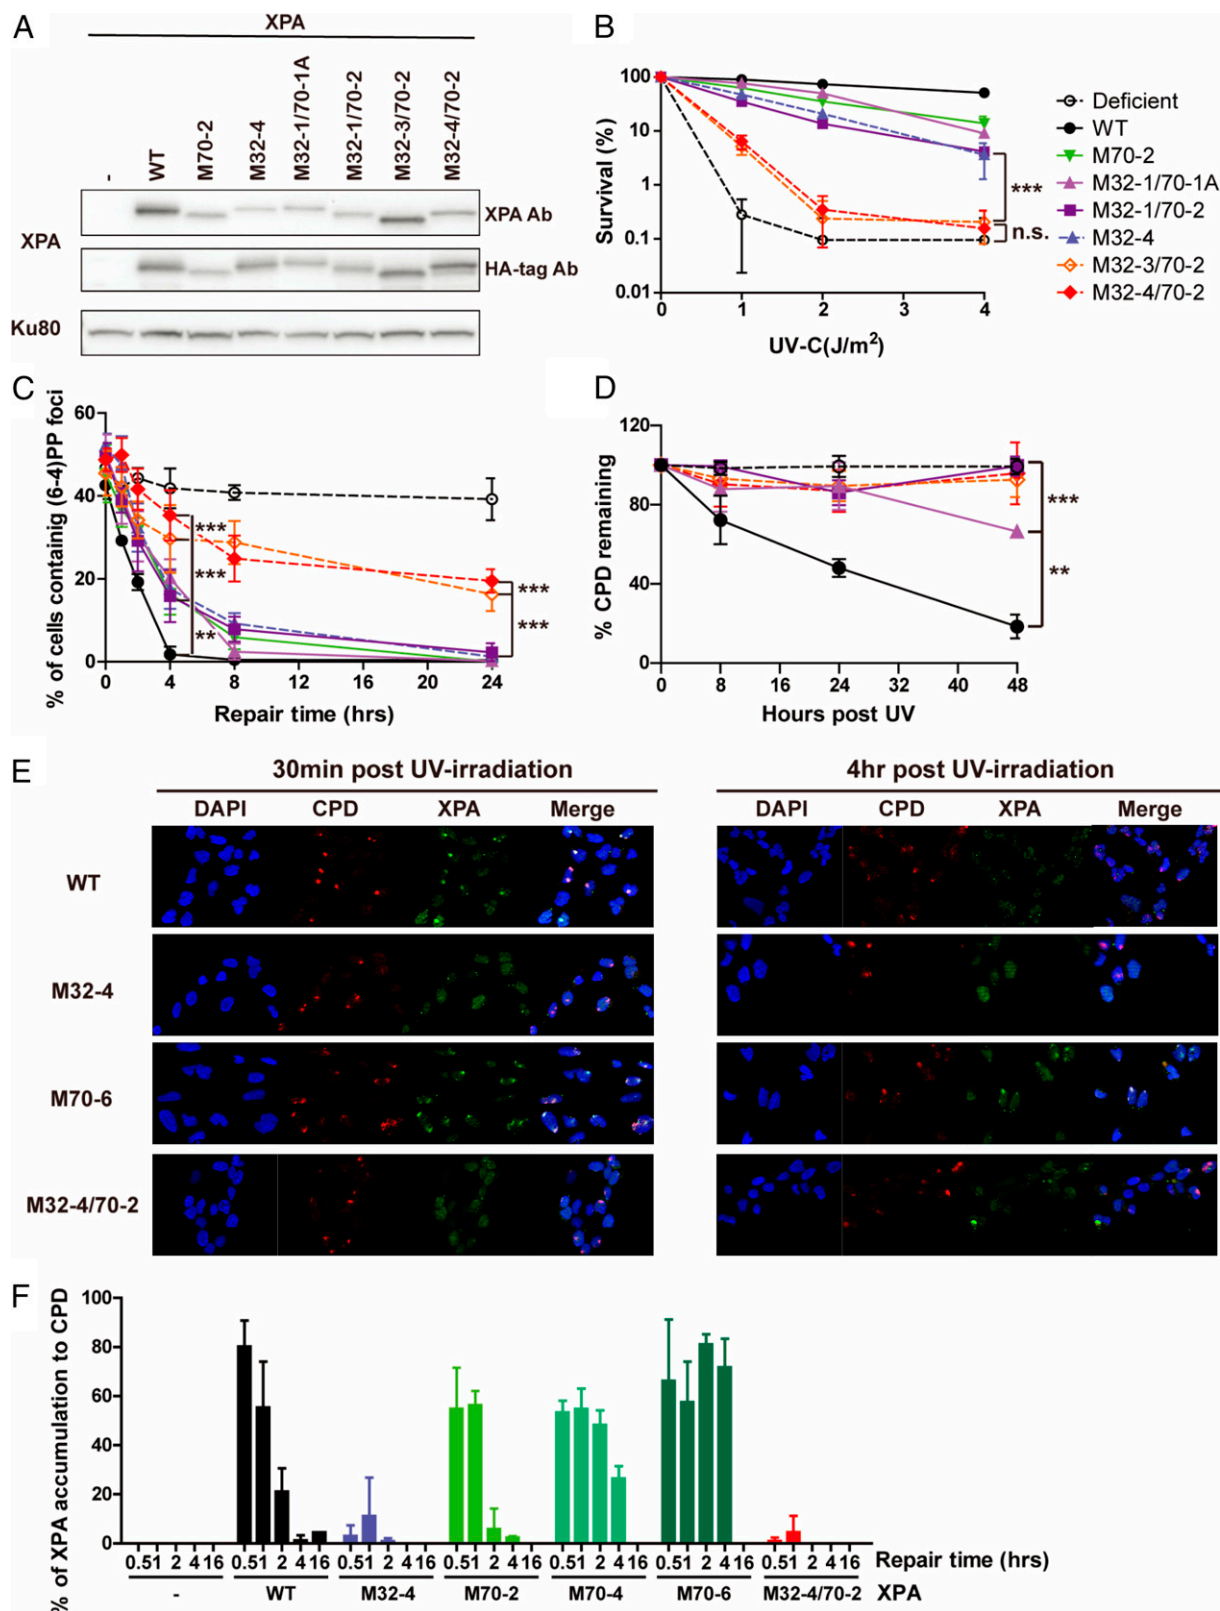 A
XPA
-
WT
M70-2
M32-4
M32-1/70-1A
M32-1/70-2
M32-3/70-2
M32-4/70-2
XPA
XPA Ab
HA-tag Ab
Ku80
B
Survival (%)
100
10
1
0.1
0.01
0 1 2 3 4
UV-C(J/m²)
***
n.s.
Deficient
WT
M70-2
M32-1/70-1A
M32-1/70-2
M32-4
M32-3/70-2
M32-4/70-2
C
% of cells containig (6-4)PP foci
60
40
20
0
0 4 8 12 16 20 24
Repair time (hrs)
***
***
**
***
***
D
% CPD remaining
120
80
40
0
0 8 16 24 32 40 48
Hours post UV
***
**
E
30min post UV-irradiation
4hr post UV-irradiation
DAPI CPD XPA Merge
DAPI CPD XPA Merge
WT
M32-4
M70-6
M32-4/70-2
F
% of XPA accumulation to CPD
100
80
60
40
20
0
0.51 2 4 16 0.51 2 4 16 0.51 2 4 16 0.51 2 4 16 0.51 2 4 16 0.51 2 4 16 0.51 2 4 16 Repair time (hrs)
- WT M32-4 M70-2 M70-4 M70-6 M32-4/70-2 XPA